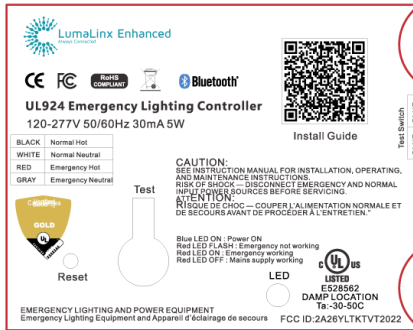 LumaLinx Enhanced
Always Connected
CE FC RoHS COMPLIANT Bluetooth®
UL924 Emergency Lighting Controller
120-277V 50/60Hz 30mA 5W
Install Guide
BLACK Normal Hot
WHITE Normal Neutral
RED Emergency Hot
GRAY Emergency Neutral
Test
CAUTION:
SEE INSTRUCTION MANUAL FOR INSTALLATION, OPERATING,
AND MAINTENANCE INSTRUCTIONS.
RISK OF SHOCK — DISCONNECT EMERGENCY AND NORMAL
INPUT POWER SOURCES BEFORE SERVICING.
ATTENTION:
RISQUE DE CHOC — COUPER L'ALIMENTATION NORMALE ET
DE SECOURS AVANT DE PROCÉDER À L'ENTRETIEN."
GOLD
UL
Reset
Blue LED ON : Power ON
Red LED FLASH : Emergency not working
Red LED ON : Emergency working
Red LED OFF : Mains supply working
LED
c UL us
LISTED
E528562
DAMP LOCATION
Ta:-30-50C
EMERGENCY LIGHTING AND POWER EQUIPMENT
Emergency Lighting Equipment and Appareil d'éclairage de secours
FCC ID:2A26YLTKTVT2022
Test Switch